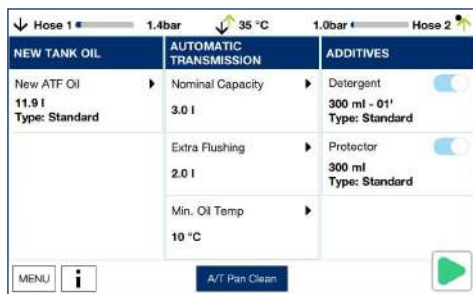 Hose 1 1.4bar 35 °C 1.0bar Hose 2
NEW TANK OIL
New ATF Oil
11.9 l
Type: Standard
AUTOMATIC
TRANSMISSION
Nominal Capacity
3.0 l
Extra Flushing
2.0 l
Min. Oil Temp
10 °C
ADDITIVES
Detergent
300 ml - 01'
Type: Standard
Protector
300 ml
Type: Standard
MENU i A/T Pan Clean